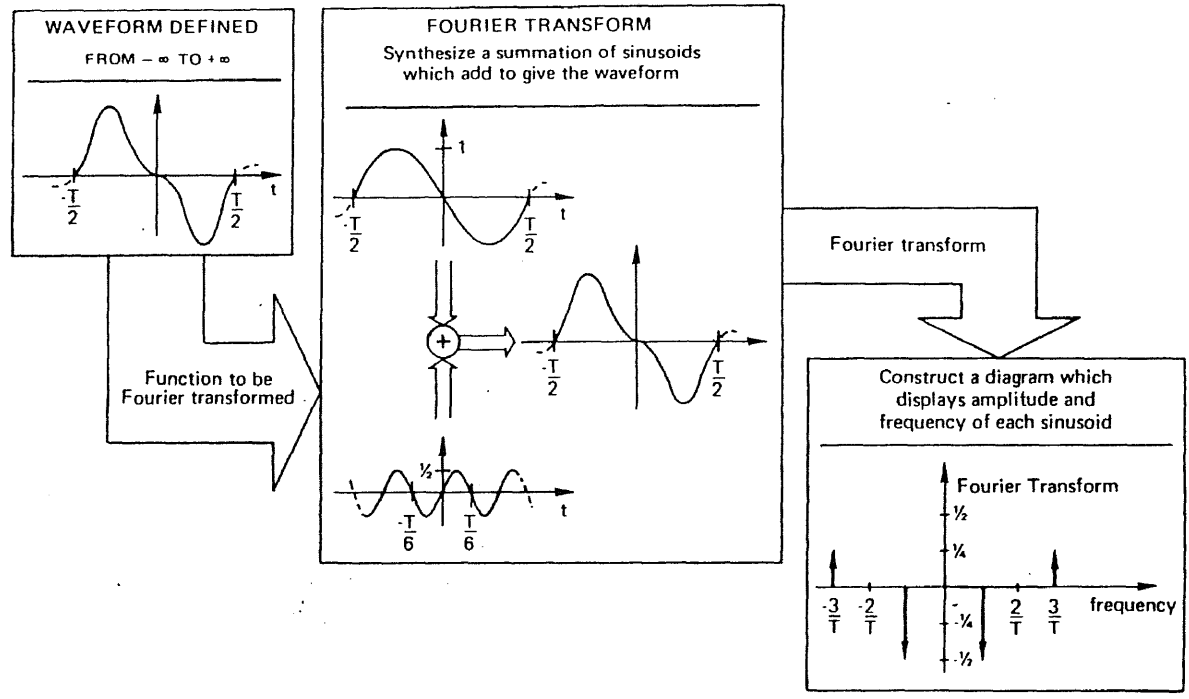 WAVEFORM DEFINED
FROM – ∞ TO + ∞
t
-T/2
T/2
Function to be
Fourier transformed
FOURIER TRANSFORM
Synthesize a summation of sinusoids
which add to give the waveform
1
t
-T/2
T/2
+
-T/2
T/2
½
t
-T/6
T/6
Fourier transform
Construct a diagram which
displays amplitude and
frequency of each sinusoid
Fourier Transform
½
¼
-3/T
-2/T
2/T
3/T
frequency
-¼
-½